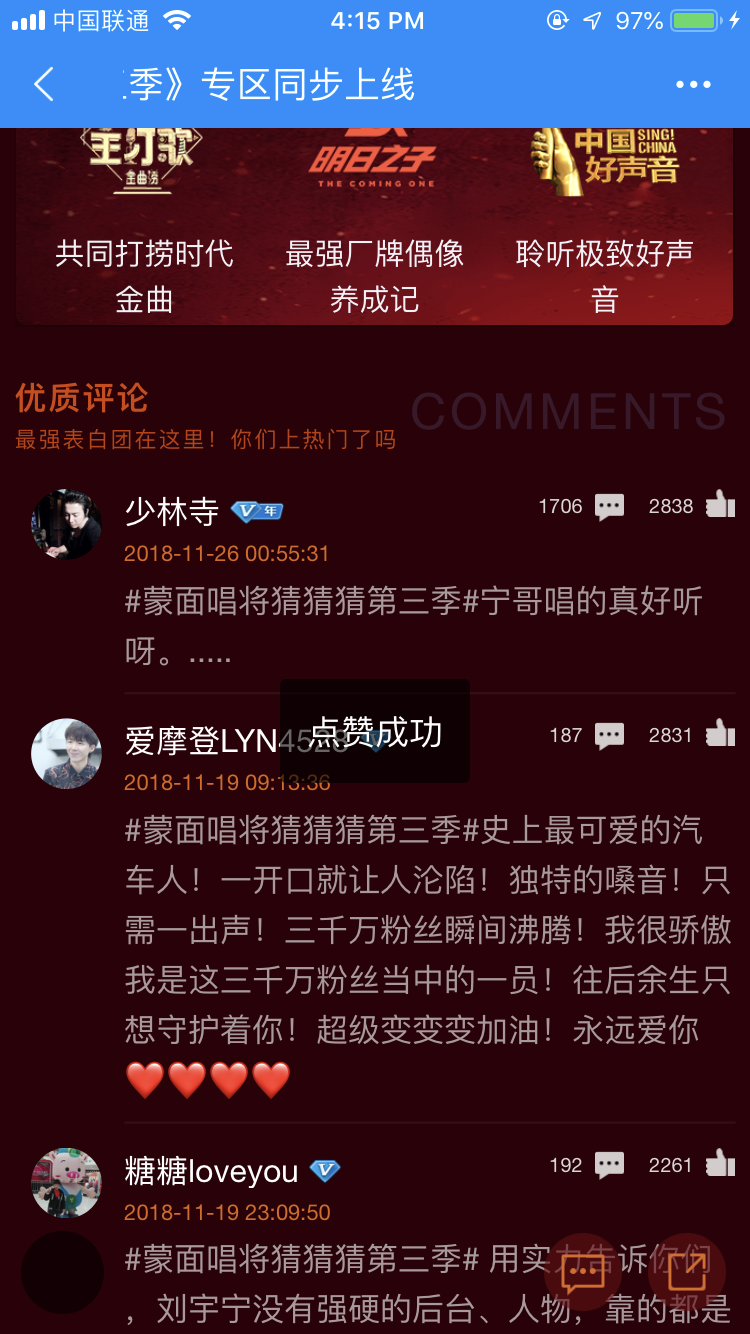 中国联通
4:15 PM
97%
季》专区同步上线
主打歌
金曲捞
明日之子
THE COMING ONE
中国
SING!
CHINA
好声音
共同打捞时代
金曲
最强厂牌偶像
养成记
聆听极致好声
音
优质评论
COMMENTS
最强表白团在这里！你们上热门了吗
少林寺 V年
1706
2838
2018-11-26 00:55:31
#蒙面唱将猜猜猜第三季#宁哥唱的真好听
呀。.....
点赞成功
爱摩登LYN4528 V
187
2831
2018-11-19 09:13:36
#蒙面唱将猜猜猜第三季#史上最可爱的汽
车人！一开口就让人沦陷！独特的嗓音！只
需一出声！三千万粉丝瞬间沸腾！我很骄傲
我是这三千万粉丝当中的一员！往后余生只
想守护着你！超级变变变加油！永远爱你
❤️❤️❤️❤️
糖糖loveyou V
192
2261
2018-11-19 23:09:50
#蒙面唱将猜猜猜第三季# 用实力告诉你们
，刘宇宁没有强硬的后台、人物，靠的都是